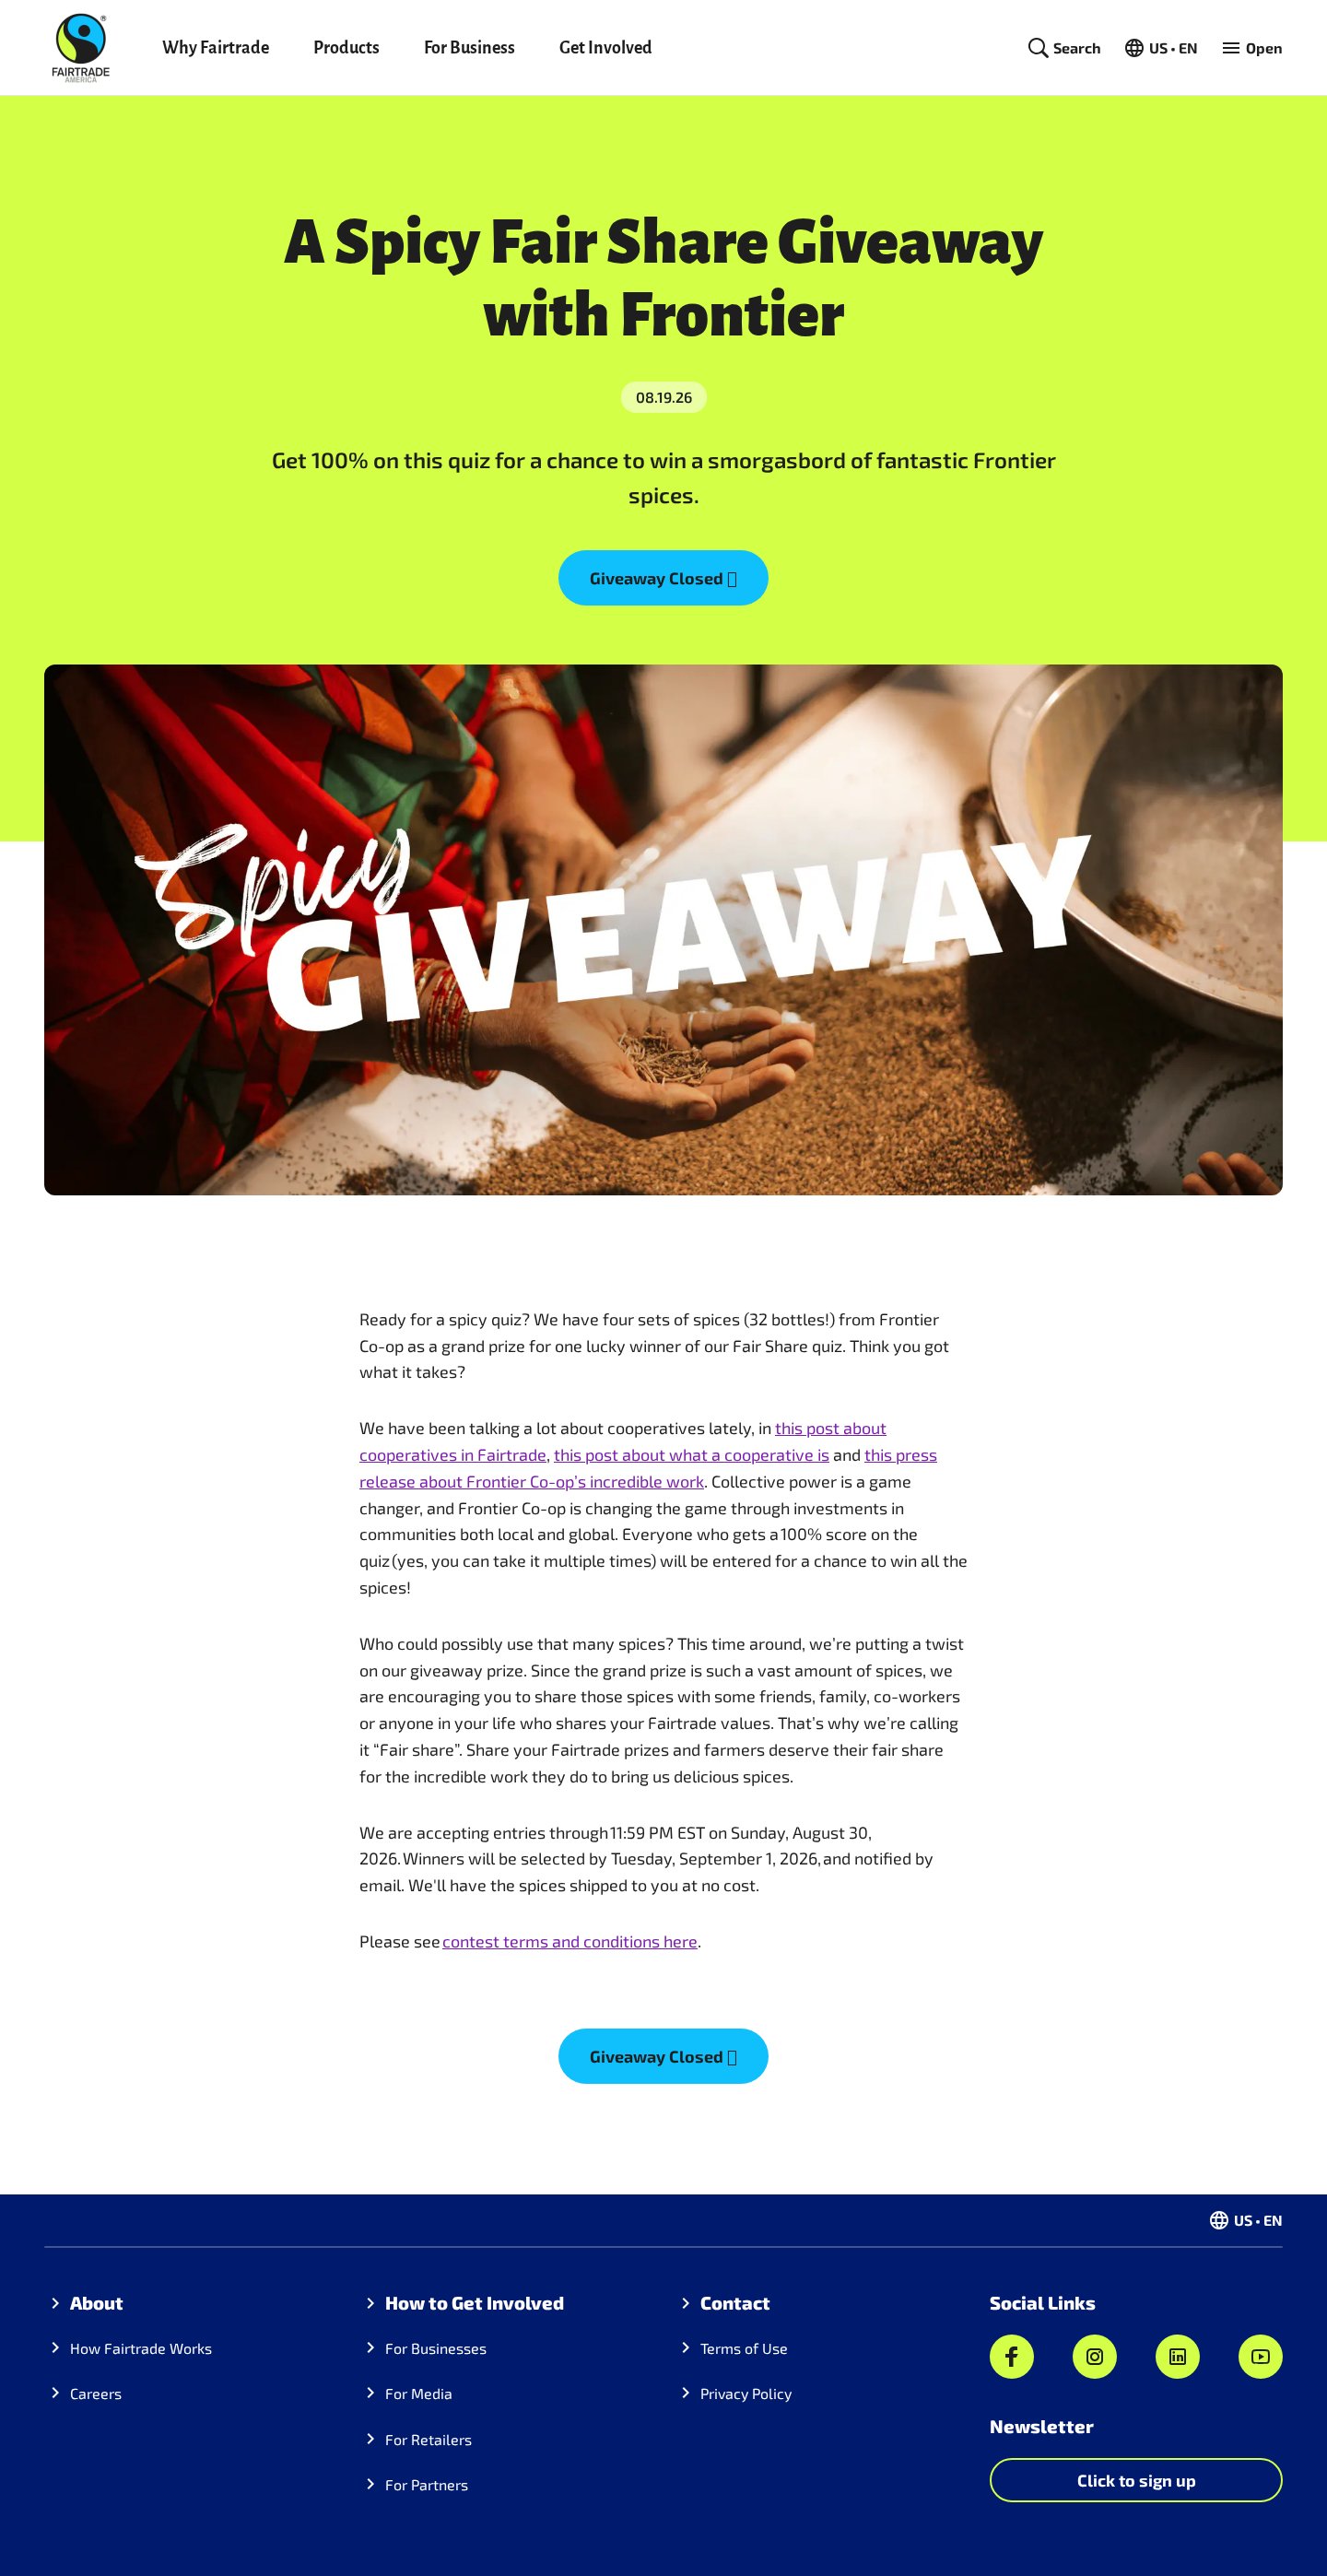 FAIRTRADE
AMERICA
®
Why Fairtrade
Products
For Business
Get Involved
Search
US • EN
Open
A Spicy Fair Share Giveaway
with Frontier
08.19.26
Get 100% on this quiz for a chance to win a smorgasbord of fantastic Frontier
spices.
Giveaway Closed
Spicy
GIVEAWAY
Ready for a spicy quiz? We have four sets of spices (32 bottles!) from Frontier
Co-op as a grand prize for one lucky winner of our Fair Share quiz. Think you got
what it takes?
We have been talking a lot about cooperatives lately, in this post about
cooperatives in Fairtrade, this post about what a cooperative is and this press
release about Frontier Co-op’s incredible work. Collective power is a game
changer, and Frontier Co-op is changing the game through investments in
communities both local and global. Everyone who gets a 100% score on the
quiz (yes, you can take it multiple times) will be entered for a chance to win all the
spices!
Who could possibly use that many spices? This time around, we’re putting a twist
on our giveaway prize. Since the grand prize is such a vast amount of spices, we
are encouraging you to share those spices with some friends, family, co-workers
or anyone in your life who shares your Fairtrade values. That’s why we’re calling
it “Fair share”. Share your Fairtrade prizes and farmers deserve their fair share
for the incredible work they do to bring us delicious spices.
We are accepting entries through 11:59 PM EST on Sunday, August 30,
2026. Winners will be selected by Tuesday, September 1, 2026, and notified by
email. We'll have the spices shipped to you at no cost.
Please see contest terms and conditions here.
Giveaway Closed
US • EN
About
How Fairtrade Works
Careers
How to Get Involved
For Businesses
For Media
For Retailers
For Partners
Contact
Terms of Use
Privacy Policy
Social Links
Newsletter
Click to sign up